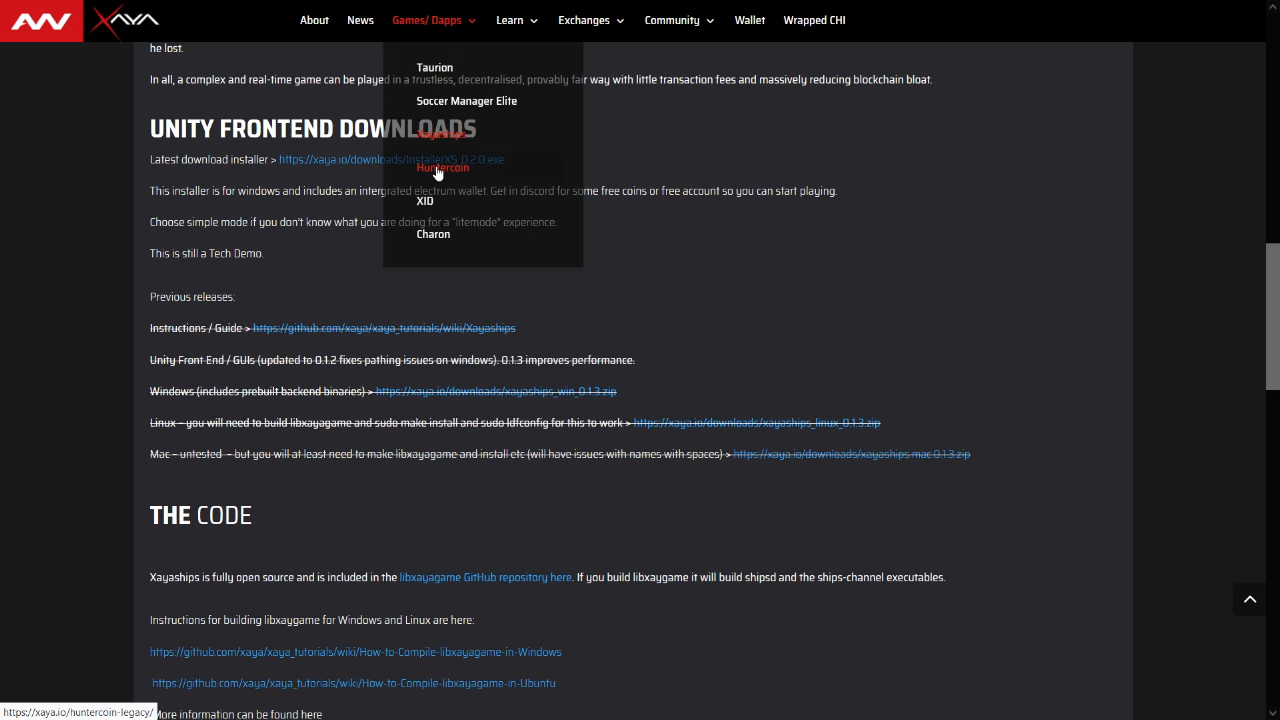 XAYA About News Games/ Dapps Learn Exchanges Community Wallet Wrapped CHI
he lost.
Taurion
In all, a complex and real-time game can be played in a trustless, decentralised, provably fair way with little transaction fees and massively reducing blockchain bloat.
Soccer Manager Elite
UNITY FRONTEND DOWNLOADS
Xayaships
Latest download installer > https://xaya.io/downloads/InstallerXS_0.2.0.exe
Huntercoin
This installer is for windows and includes an intergrated electrum wallet. Get in discord for some free coins or free account so you can start playing.
XID
Choose simple mode if you don't know what you are doing for a "litemode" experience.
Charon
This is still a Tech Demo.
Previous releases:
Instructions / Guide > https://github.com/xaya/xaya_tutorials/wiki/Xayaships
Unity Front End / GUIs (updated to 0.1.2 fixes pathing issues on windows). 0.1.3 improves performance.
Windows (includes prebuilt backend binaries) > https://xaya.io/downloads/xayaships_win_0.1.3.zip
Linux – you will need to build libxayagame and sudo make install and sudo ldfconfig for this to work > https://xaya.io/downloads/xayaships_linux_0.1.3.zip
Mac – untested – but you will at least need to make libxayagame and install etc (will have issues with names with spaces) > https://xaya.io/downloads/xayaships.mac.0.1.3.zip
THE CODE
Xayaships is fully open source and is included in the libxayagame GitHub repository here. If you build libxaygame it will build shipsd and the ships-channel executables.
Instructions for building libxaygame for Windows and Linux are here:
https://github.com/xaya/xaya_tutorials/wiki/How-to-Compile-libxayagame-in-Windows
https://github.com/xaya/xaya_tutorials/wiki/How-to-Compile-libxayagame-in-Ubuntu
More information can be found here
https://xaya.io/huntercoin-legacy/